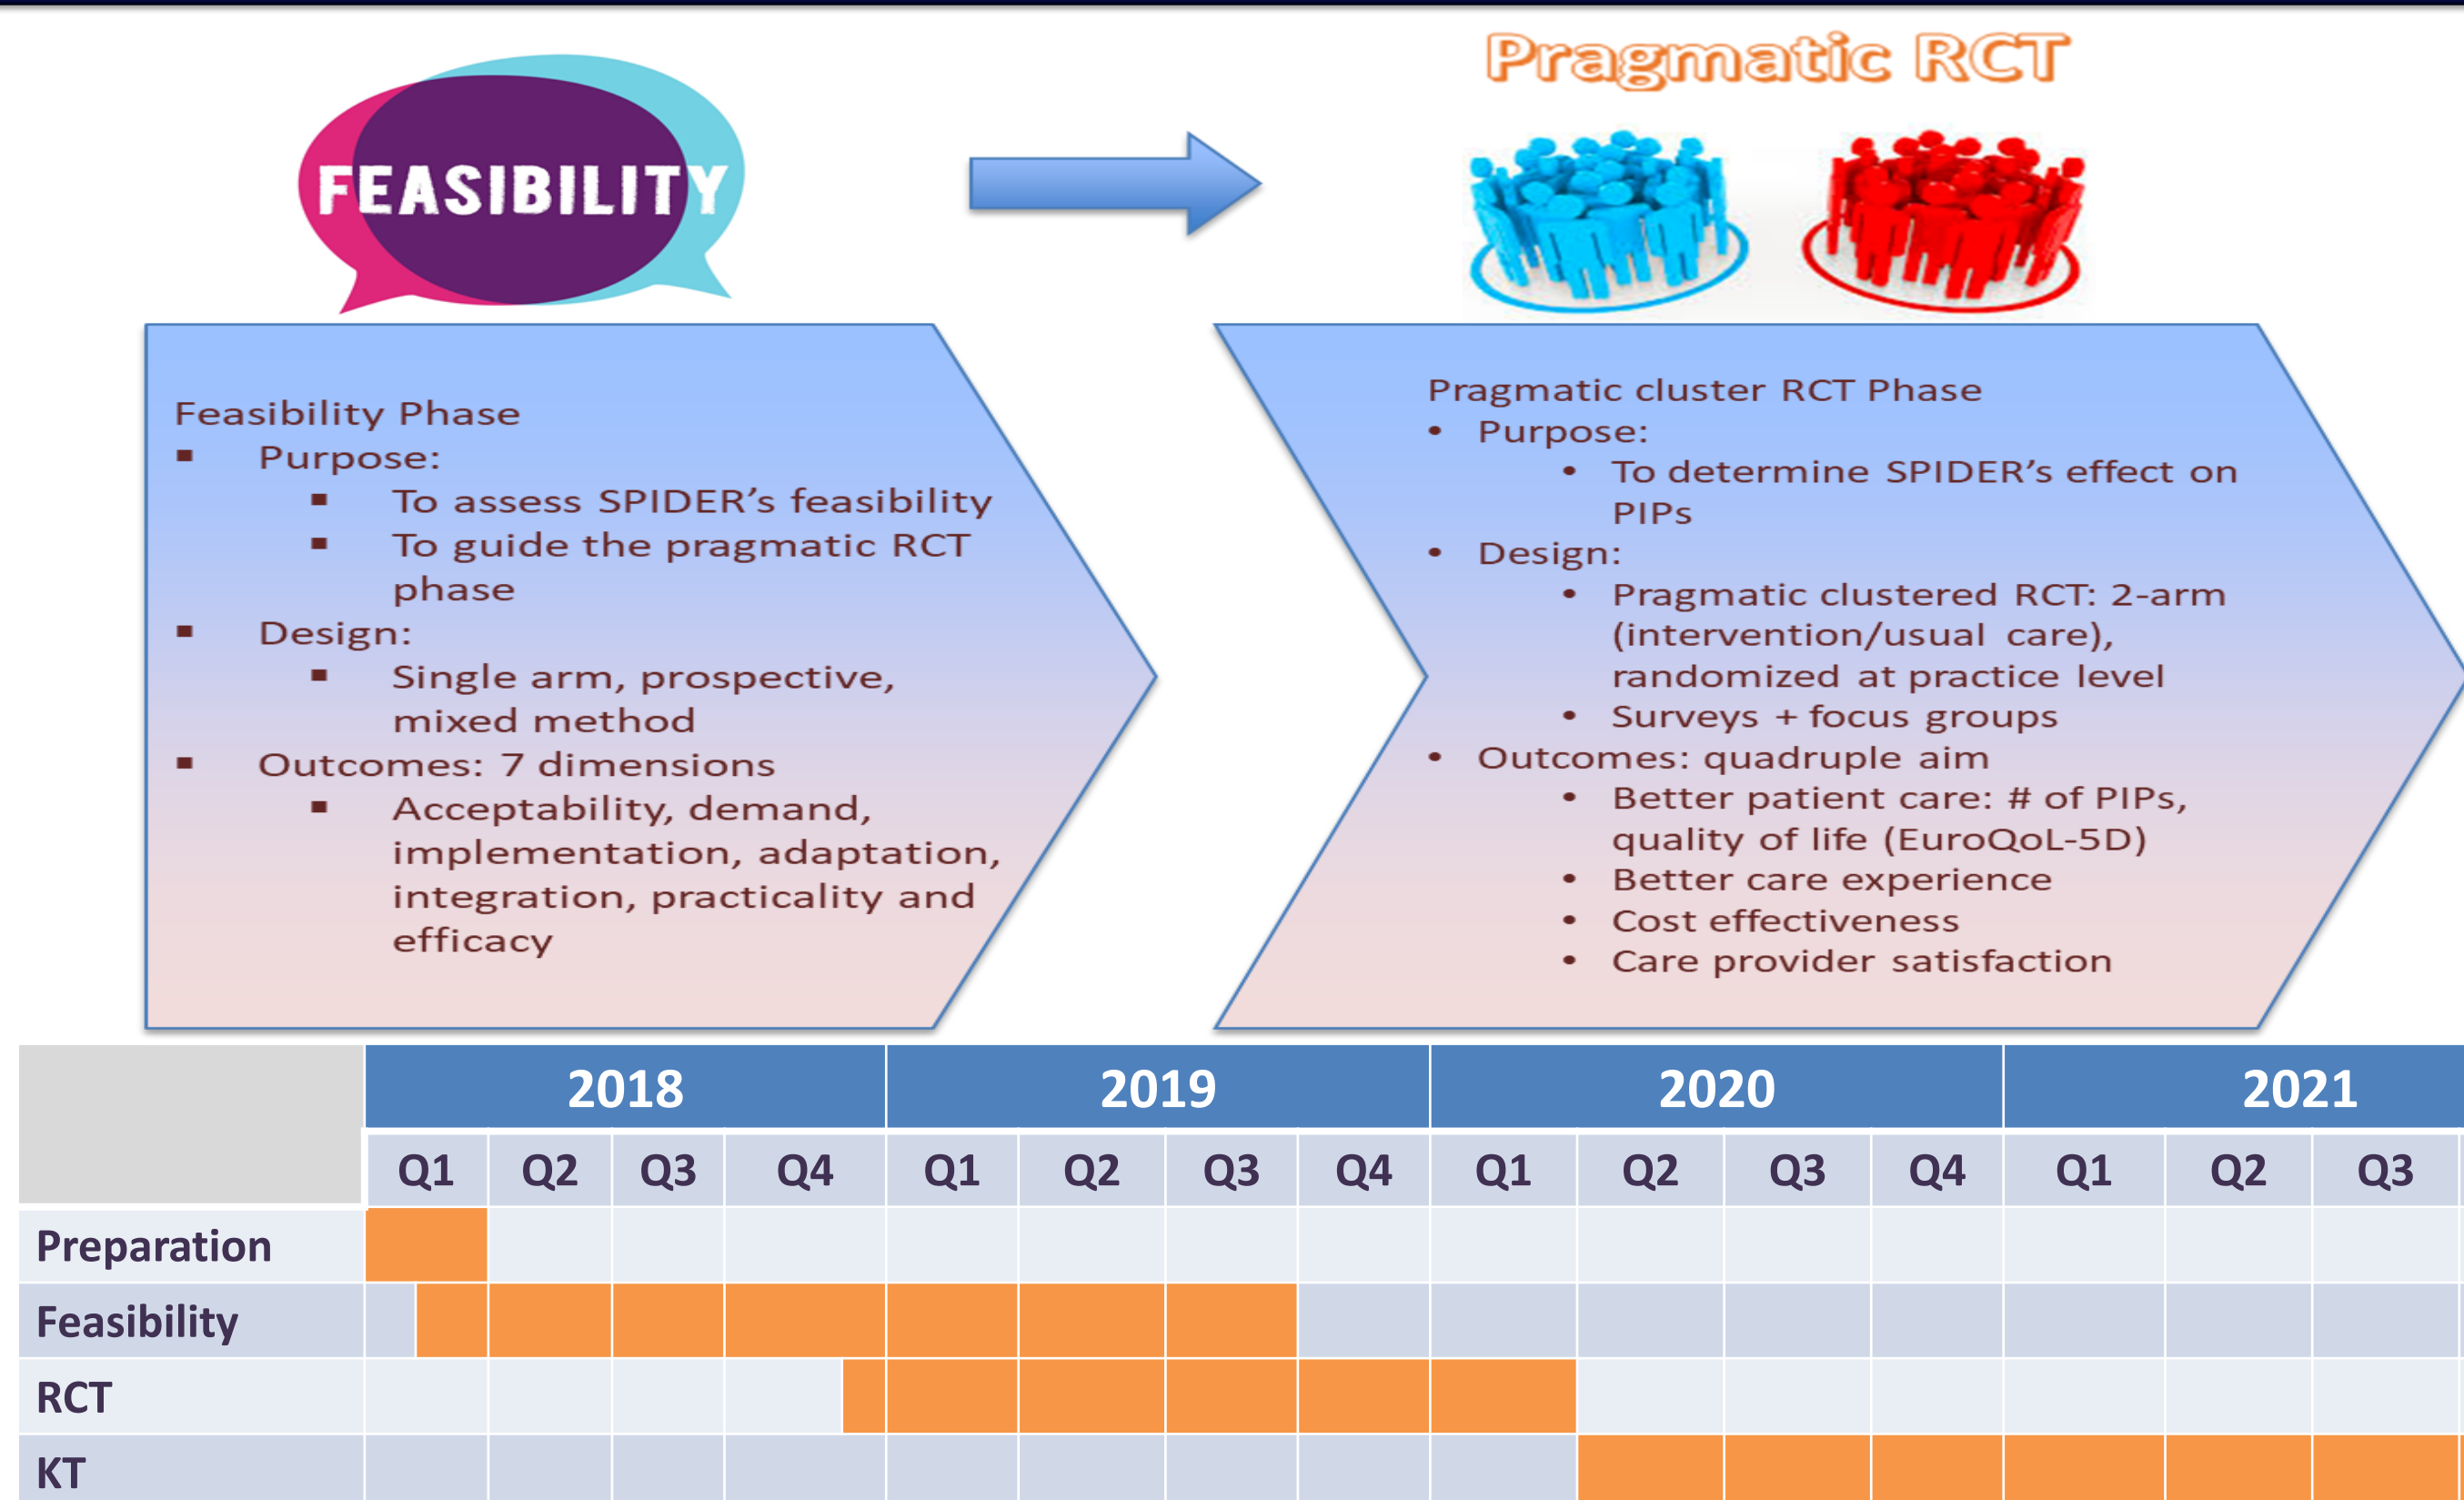 Pragmatic RCT
FEASIBILITY
Feasibility Phase
▪ Purpose:
▪ To assess SPIDER’s feasibility
▪ To guide the pragmatic RCT
phase
▪ Design:
▪ Single arm, prospective,
mixed method
▪ Outcomes: 7 dimensions
▪ Acceptability, demand,
implementation, adaptation,
integration, practicality and
efficacy
Pragmatic cluster RCT Phase
• Purpose:
• To determine SPIDER’s effect on
PIPs
• Design:
• Pragmatic clustered RCT: 2-arm
(intervention/usual care),
randomized at practice level
• Surveys + focus groups
• Outcomes: quadruple aim
• Better patient care: # of PIPs,
quality of life (EuroQoL-5D)
• Better care experience
• Cost effectiveness
• Care provider satisfaction
2018 2019 2020 2021
Q1 Q2 Q3 Q4 Q1 Q2 Q3 Q4 Q1 Q2 Q3 Q4 Q1 Q2 Q3
Preparation
Feasibility
RCT
KT